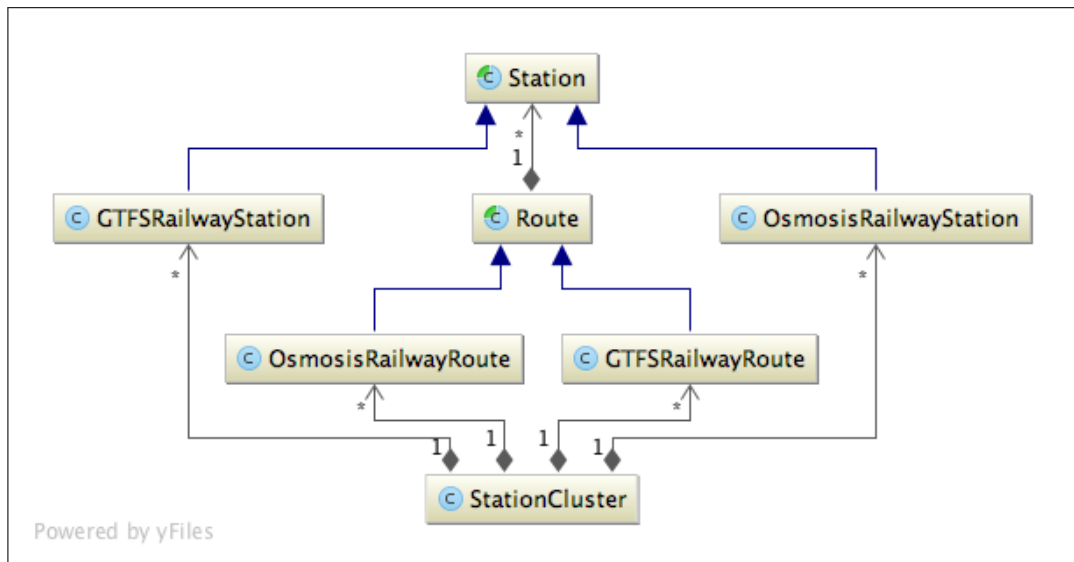 C Station
*
1
C GTFSRailwayStation
C Route
C OsmosisRailwayStation
*
*
C OsmosisRailwayRoute
C GTFSRailwayRoute
*
*
1
1
1
1
C StationCluster
Powered by yFiles